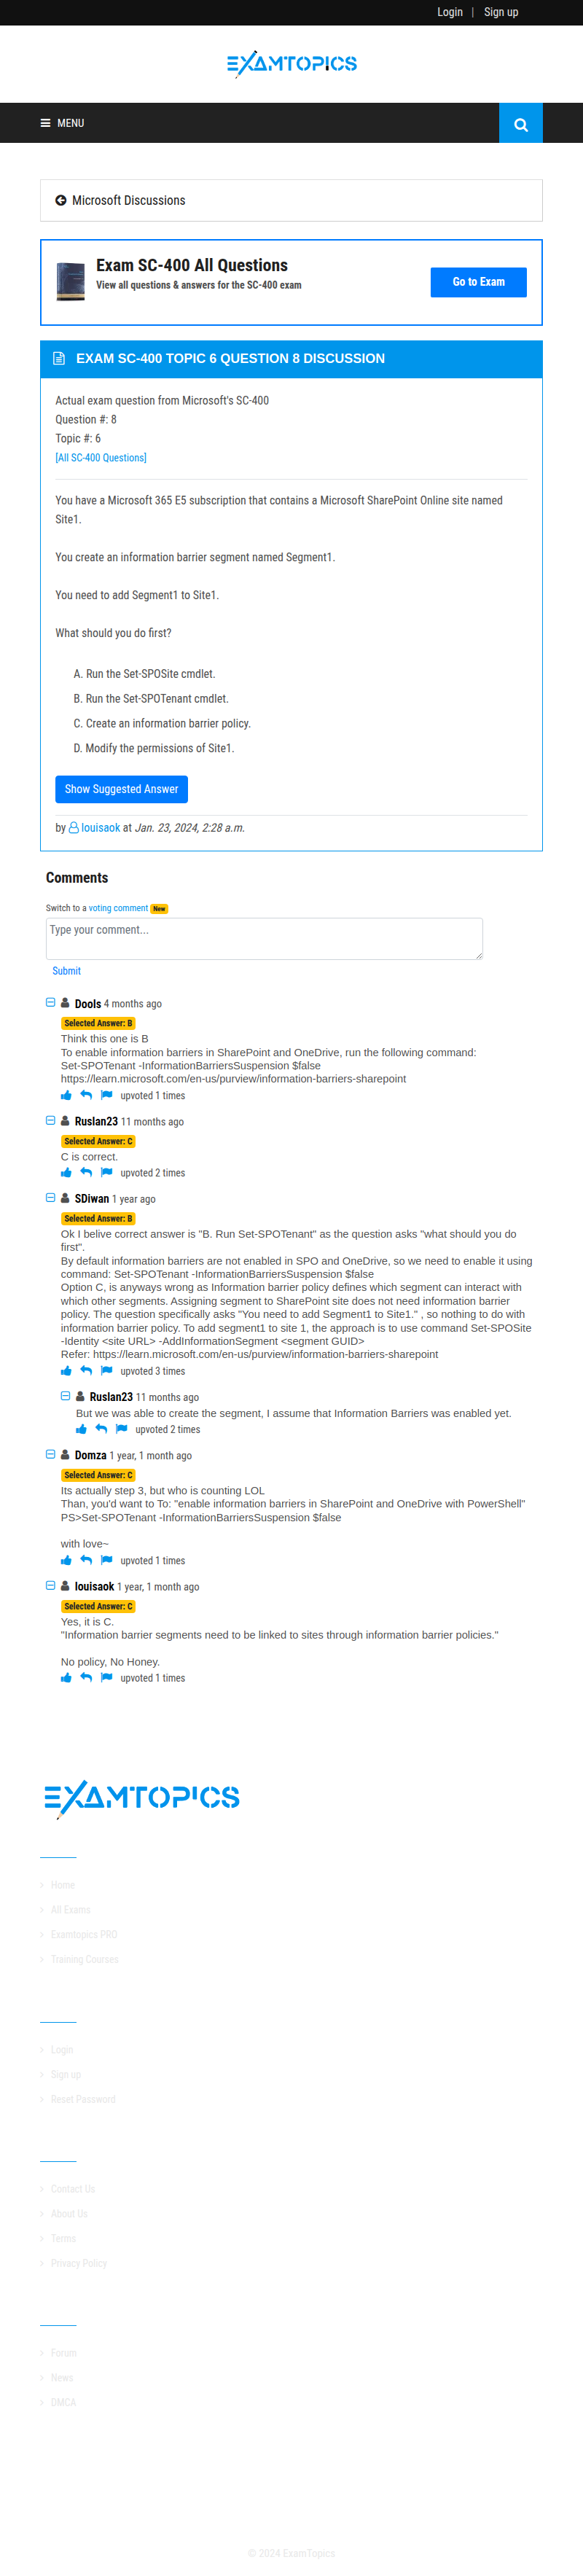 Login | Sign up
EXAMTOPICS
MENU
Microsoft Discussions
Exam SC-400 All Questions
View all questions & answers for the SC-400 exam
Go to Exam
EXAM SC-400 TOPIC 6 QUESTION 8 DISCUSSION
Actual exam question from Microsoft's SC-400
Question #: 8
Topic #: 6
[All SC-400 Questions]
You have a Microsoft 365 E5 subscription that contains a Microsoft SharePoint Online site named
Site1.
You create an information barrier segment named Segment1.
You need to add Segment1 to Site1.
What should you do first?
A. Run the Set-SPOSite cmdlet.
B. Run the Set-SPOTenant cmdlet.
C. Create an information barrier policy.
D. Modify the permissions of Site1.
Show Suggested Answer
by louisaok at Jan. 23, 2024, 2:28 a.m.
Comments
Switch to a voting comment New
Type your comment...
Submit
Dools 4 months ago
Selected Answer: B
Think this one is B
To enable information barriers in SharePoint and OneDrive, run the following command:
Set-SPOTenant -InformationBarriersSuspension $false
https://learn.microsoft.com/en-us/purview/information-barriers-sharepoint
upvoted 1 times
Ruslan23 11 months ago
Selected Answer: C
C is correct.
upvoted 2 times
SDiwan 1 year ago
Selected Answer: B
Ok I belive correct answer is "B. Run Set-SPOTenant" as the question asks "what should you do
first".
By default information barriers are not enabled in SPO and OneDrive, so we need to enable it using
command: Set-SPOTenant -InformationBarriersSuspension $false
Option C, is anyways wrong as Information barrier policy defines which segment can interact with
which other segments. Assigning segment to SharePoint site does not need information barrier
policy. The question specifically asks "You need to add Segment1 to Site1." , so nothing to do with
information barrier policy. To add segment1 to site 1, the approach is to use command Set-SPOSite
-Identity <site URL> -AddInformationSegment <segment GUID>
Refer: https://learn.microsoft.com/en-us/purview/information-barriers-sharepoint
upvoted 3 times
Ruslan23 11 months ago
But we was able to create the segment, I assume that Information Barriers was enabled yet.
upvoted 2 times
Domza 1 year, 1 month ago
Selected Answer: C
Its actually step 3, but who is counting LOL
Than, you'd want to To: "enable information barriers in SharePoint and OneDrive with PowerShell"
PS>Set-SPOTenant -InformationBarriersSuspension $false
with love~
upvoted 1 times
louisaok 1 year, 1 month ago
Selected Answer: C
Yes, it is C.
"Information barrier segments need to be linked to sites through information barrier policies."
No policy, No Honey.
upvoted 1 times
EXAMTOPICS
Home
All Exams
Examtopics PRO
Training Courses
Login
Sign up
Reset Password
Contact Us
About Us
Terms
Privacy Policy
Forum
News
DMCA
© 2024 ExamTopics